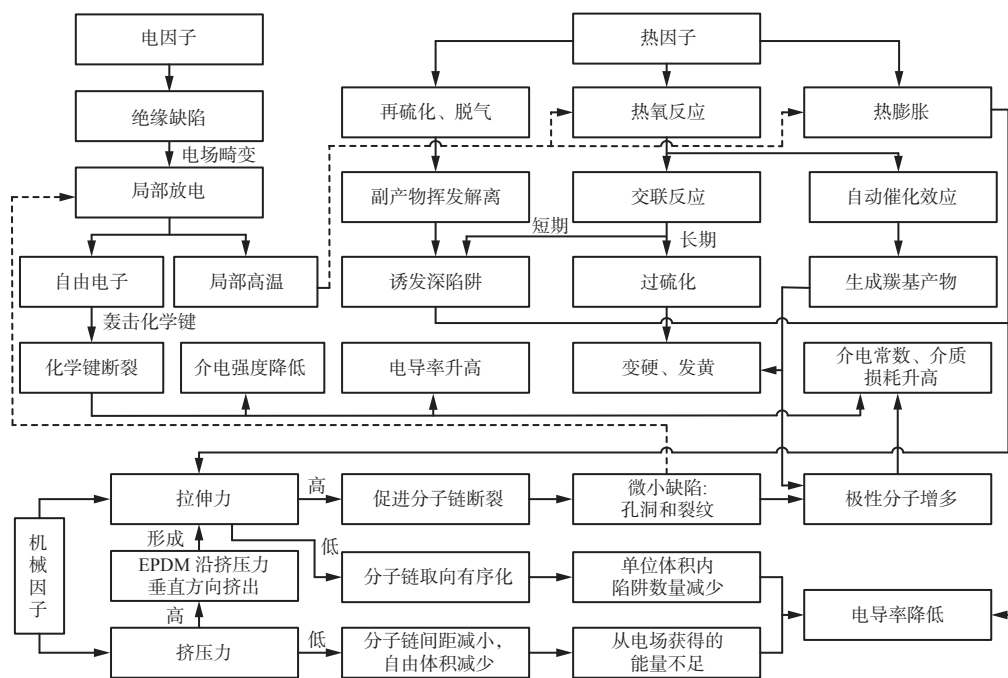 电因子
热因子
绝缘缺陷
再硫化、脱气
热氧反应
热膨胀
电场畸变
局部放电
副产物挥发解离
交联反应
自动催化效应
短期
长期
自由电子
局部高温
诱发深陷阱
过硫化
生成羰基产物
轰击化学键
化学键断裂
介电强度降低
电导率升高
变硬、发黄
介电常数、介质
损耗升高
拉伸力
高
促进分子链断裂
微小缺陷:
孔洞和裂纹
极性分子增多
机
械
因
子
形成
低
EPDM 沿挤压力
垂直方向挤出
分子链取向有序化
单位体积内
陷阱数量减少
高
电导率降低
挤压力
低
分子链间距减小，
自由体积减少
从电场获得的
能量不足